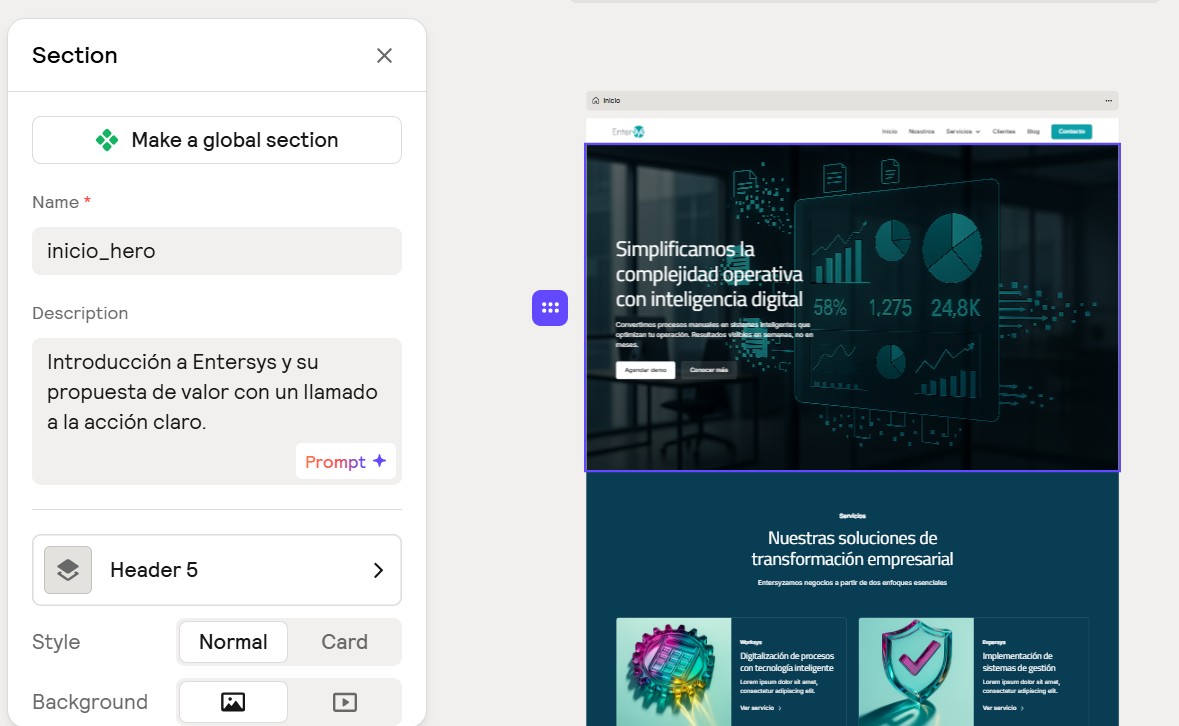 Section
Make a global section
Name *
inicio_hero
Description
Introducción a Entersys y su
propuesta de valor con un llamado
a la acción claro.
Prompt
Header 5
Style
Normal
Card
Background
Inicio
Enter
Inicio
Nosotros
Servicios
Clientes
Blog
Contacto
Simplificamos la
complejidad operativa
con inteligencia digital
Convertimos procesos manuales en sistemas inteligentes que
optimizan tu operación. Resultados visibles en semanas, no en
meses.
Agendar demo
Conocer más
58%
1,275
24,8K
Servicios
Nuestras soluciones de
transformación empresarial
Entersyzamos negocios a partir de dos enfoques esenciales
Worksys
Digitalización de procesos
con tecnología inteligente
Lorem ipsum dolor sit amet,
consectetur adipiscing elit.
Ver servicio
Expersys
Implementación de
sistemas de gestión
Lorem ipsum dolor sit amet,
consectetur adipiscing elit.
Ver servicio